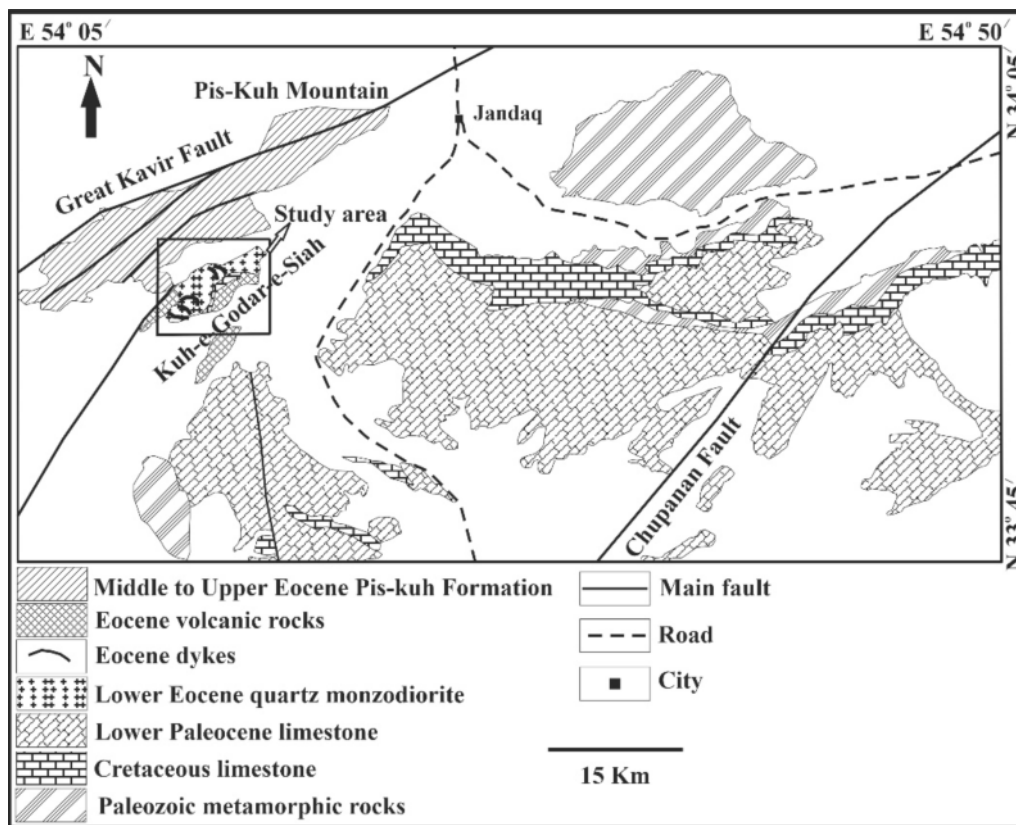 E 54° 05′
E 54° 50′
N
Pis-Kuh Mountain
Jandaq
N 34° 05′
Great Kavir Fault
Study area
Kuh-e-Godar-e-Siah
Chupanan Fault
N 33° 45′
Middle to Upper Eocene Pis-kuh Formation
Eocene volcanic rocks
Eocene dykes
Lower Eocene quartz monzodiorite
Lower Paleocene limestone
Cretaceous limestone
Paleozoic metamorphic rocks
Main fault
Road
City
15 Km